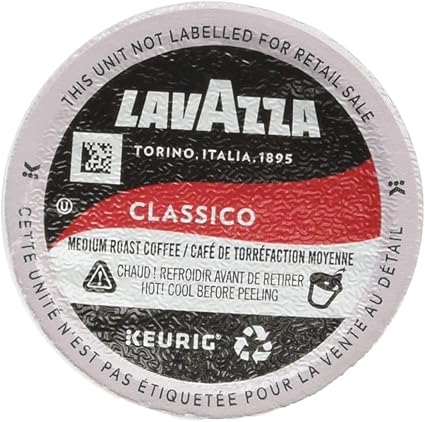 THIS UNIT NOT LABELLED FOR RETAIL SALE
LAVAZZA
TORINO, ITALIA, 1895
U
CLASSICO
MEDIUM ROAST COFFEE / CAFÉ DE TORRÉFACTION MOYENNE
CHAUD ! REFROIDIR AVANT DE RETIRER
HOT! COOL BEFORE PEELING
KEURIG®
CETTE UNITÉ N'EST PAS ÉTIQUETÉE POUR LA VENTE AU DÉTAIL